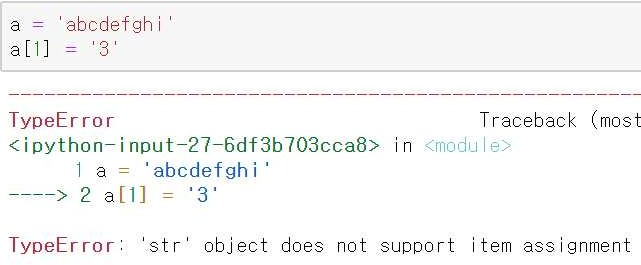 a = 'abcdefghi'
a[1] = '3'
---------------------------------------------------------------------------
TypeError Traceback (most
<ipython-input-27-6df3b703cca8> in <module>
1 a = 'abcdefghi'
----> 2 a[1] = '3'
TypeError: 'str' object does not support item assignment